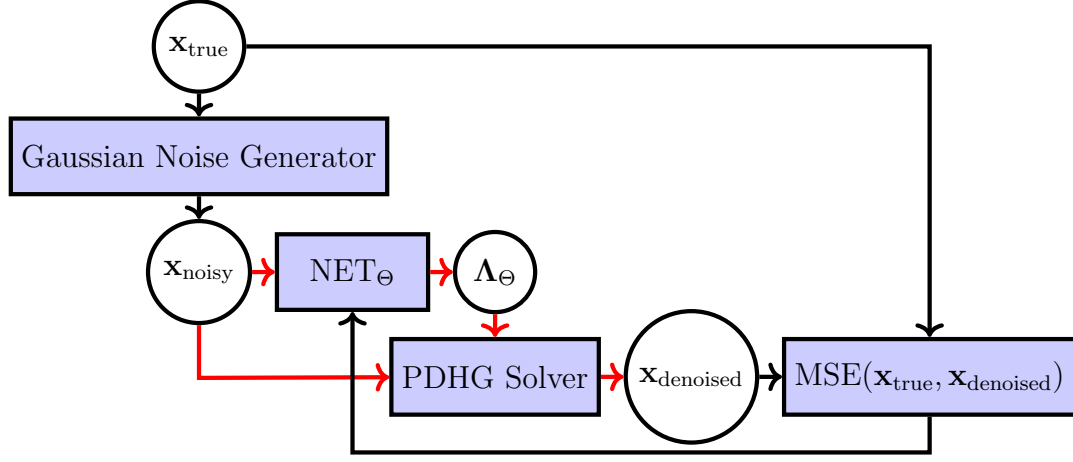 x_true
Gaussian Noise Generator
x_noisy
NET_Θ
Λ_Θ
PDHG Solver
x_denoised
MSE(x_true, x_denoised)